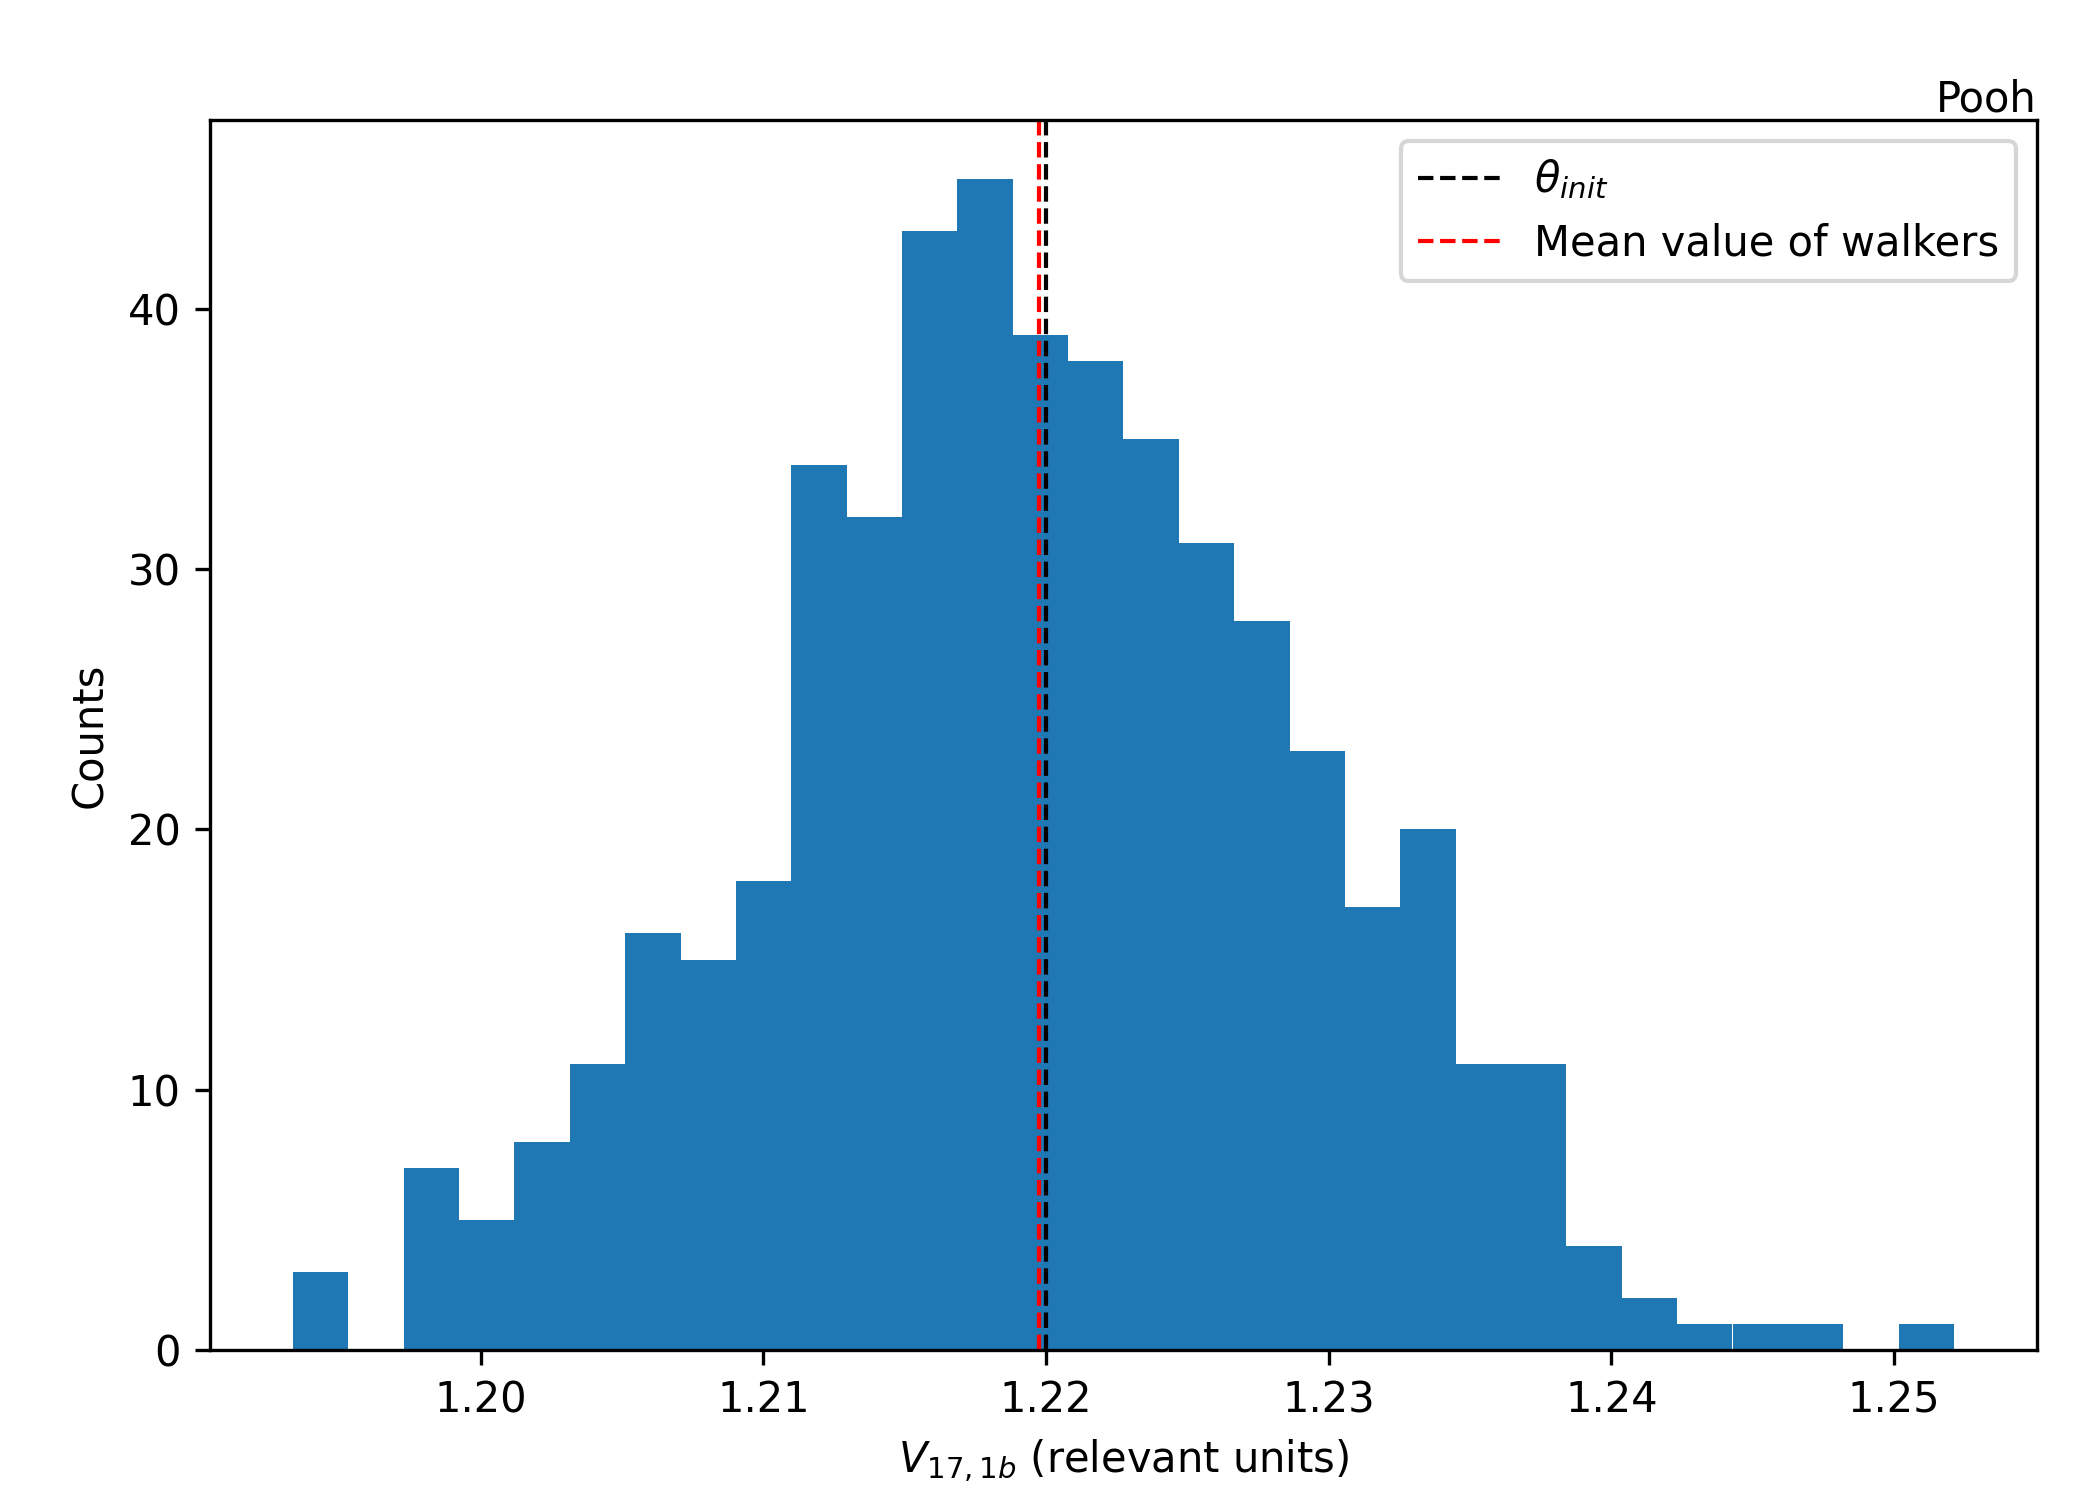 Pooh
θinit
Mean value of walkers
40
30
20
10
0
Counts
1.20 1.21 1.22 1.23 1.24 1.25
V17,1b (relevant units)